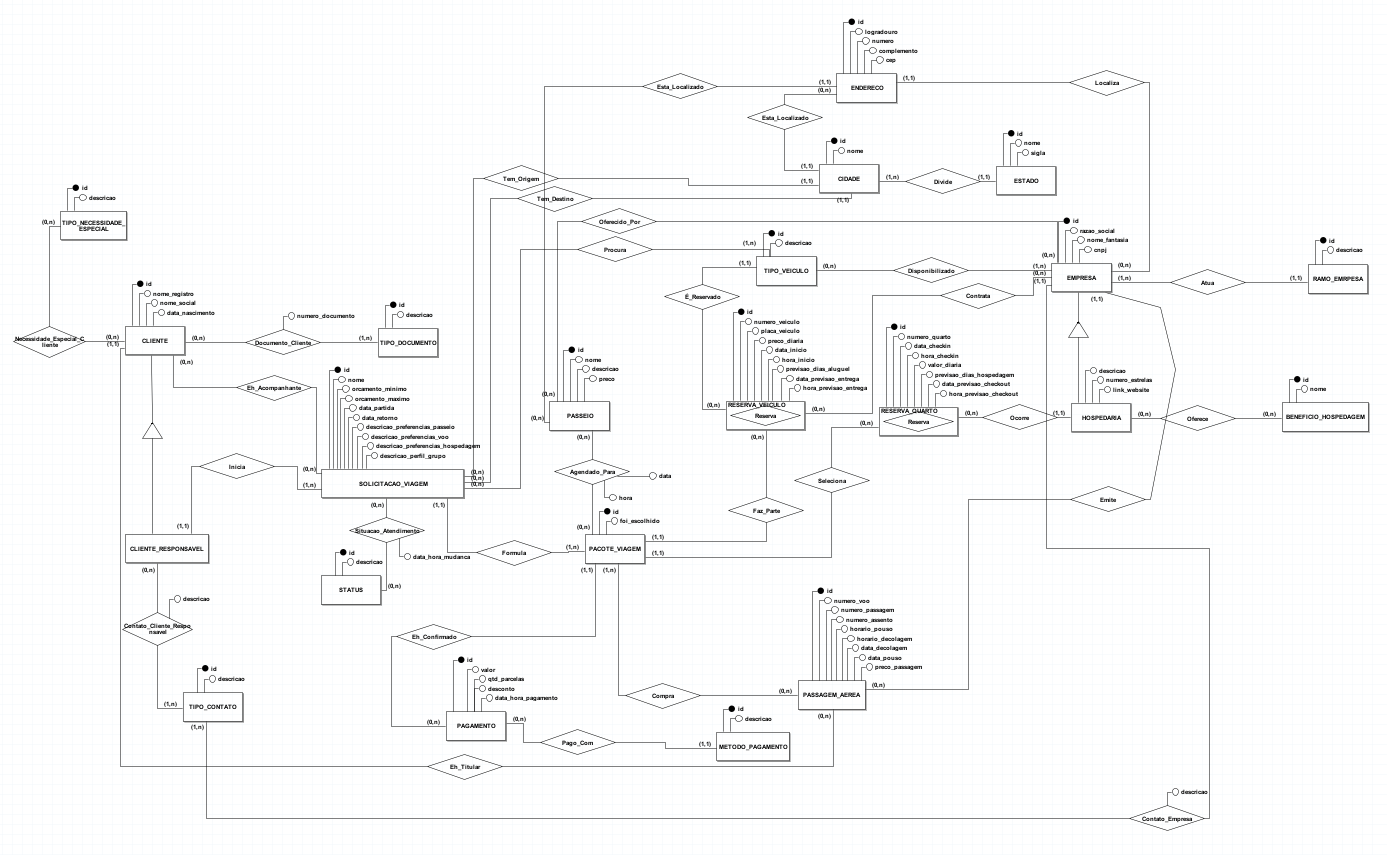 id
logradouro
numero
complemento
cep
(1,1)
(0,n)
ENDERECO
(1,1)
Localiza
Esta_Localizado
Esta_Localizado
id
nome
(1,1)
(1,1)
CIDADE
(1,n)
Divide
(1,1)
id
nome
sigla
ESTADO
(1,1)
Tem_Origem
Tem_Destino
Oferecido_Por
Procura
id
descricao
(0,n)
TIPO_NECESSIDADE_
ESPECIAL
(1,n)
id
descricao
(1,1)
TIPO_VEICULO
(0,n)
Disponibilizado
id
razao_social
nome_fantasia
cnpj
(0,n)
(1,n)
(0,n)
(1,1)
EMPRESA
(0,n)
(1,n)
(1,1)
Atua
(1,1)
id
descricao
RAMO_EMRPESA
É_Reservado
Contrata
id
nome_registro
nome_social
data_nascimento
Necessidade_Especial_C
liente
(0,n)
(1,1)
CLIENTE
(0,n)
(0,n)
numero_documento
Documento_Cliente
(1,n)
id
descricao
TIPO_DOCUMENTO
Eh_Acompanhante
id
nome
orcamento_minimo
orcamento_maximo
data_partida
data_retorno
descricao_preferencias_passeio
descricao_preferencias_voo
descricao_preferencias_hospedagem
descricao_perfil_grupo
(0,n)
(1,n)
SOLICITACAO_VIAGEM
(0,n)
(0,n)
(0,n)
(0,n)
(1,1)
Inicia
id
nome
descricao
preco
(0,n)
(0,n)
PASSEIO
(0,n)
id
numero_veiculo
placa_veiculo
preco_diaria
data_inicio
hora_inicio
previsao_dias_aluguel
data_previsao_entrega
hora_previsao_entrega
(0,n)
RESERVA_VEICULO
Reserva
(0,n)
(0,n)
id
numero_quarto
data_checkin
hora_checkin
valor_diaria
previsao_dias_hospedagem
data_previsao_checkout
hora_previsao_checkout
(0,n)
(0,n)
RESERVA_QUARTO
Reserva
(0,n)
Ocorre
(1,1)
descricao
numero_estrelas
link_website
HOSPEDARIA
(0,n)
Oferece
(0,n)
id
nome
BENEFICIO_HOSPEDAGEM
Agendado_Para
data
hora
Seleciona
Faz_Parte
Emite
(1,1)
CLIENTE_RESPONSAVEL
(0,n)
Situacao_Atendimento
data_hora_mudanca
id
descricao
STATUS
(0,n)
Formula
(1,n)
(0,n)
id
foi_escolhido
PACOTE_VIAGEM
(1,1)
(1,1)
(1,1)
(1,n)
descricao
Contato_Cliente_Respo
nsavel
id
descricao
(1,n)
TIPO_CONTATO
(1,n)
Eh_Confirmado
id
valor
qtd_parcelas
desconto
data_hora_pagamento
(0,n)
PAGAMENTO
(0,n)
Pago_Com
(1,1)
id
descricao
METODO_PAGAMENTO
Compra
id
numero_voo
numero_passagem
numero_assento
horario_pouso
horario_decolagem
data_decolagem
data_pouso
preco_passagem
(0,n)
PASSAGEM_AEREA
(0,n)
(0,n)
Eh_Titular
descricao
Contato_Empresa